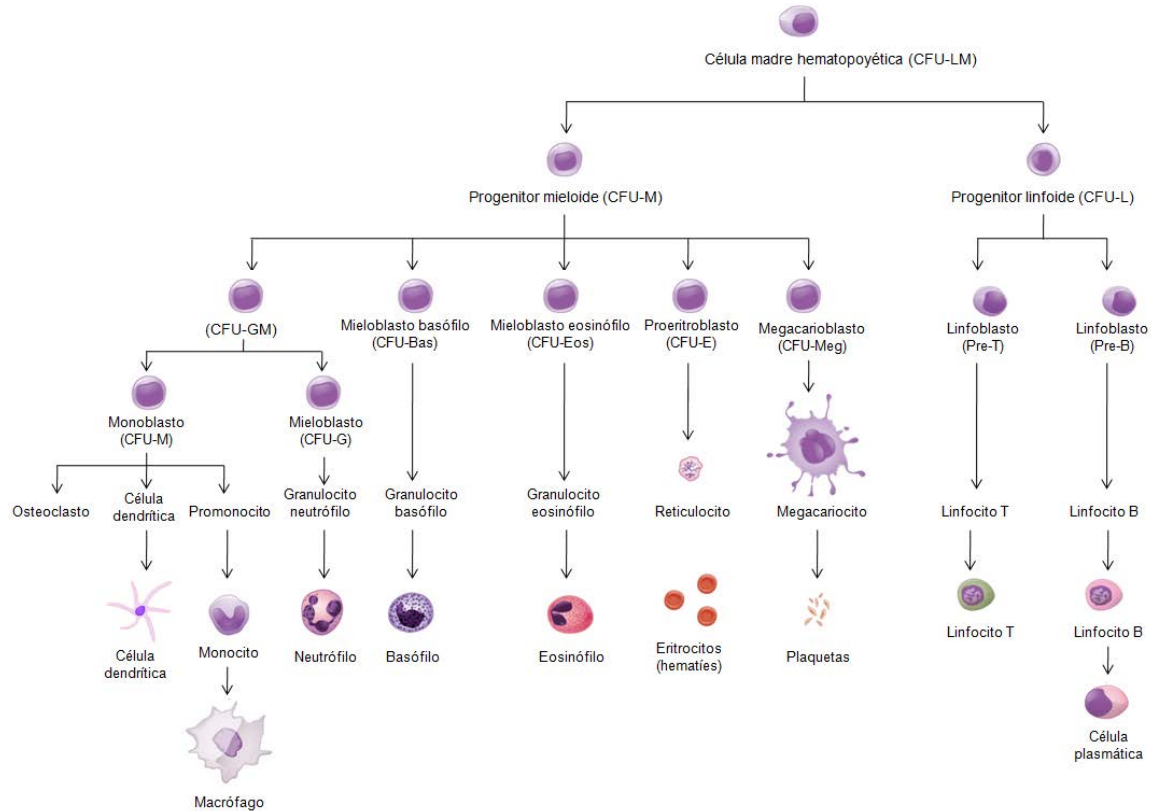 Célula madre hematopoyética (CFU-LM)
Progenitor mieloide (CFU-M)
Progenitor linfoide (CFU-L)
(CFU-GM)
Mieloblasto basófilo
(CFU-Bas)
Mieloblasto eosinófilo
(CFU-Eos)
Proeritroblasto
(CFU-E)
Megacarioblasto
(CFU-Meg)
Linfoblasto
(Pre-T)
Linfoblasto
(Pre-B)
Monoblasto
(CFU-M)
Mieloblasto
(CFU-G)
Osteoclasto
Célula
dendrítica
Promonocito
Granulocito
neutrófilo
Granulocito
basófilo
Granulocito
eosinófilo
Reticulocito
Megacariocito
Linfocito T
Linfocito B
Célula
dendrítica
Monocito
Neutrófilo
Basófilo
Eosinófilo
Eritrocitos
(hematíes)
Plaquetas
Linfocito T
Linfocito B
Macrófago
Célula
plasmática